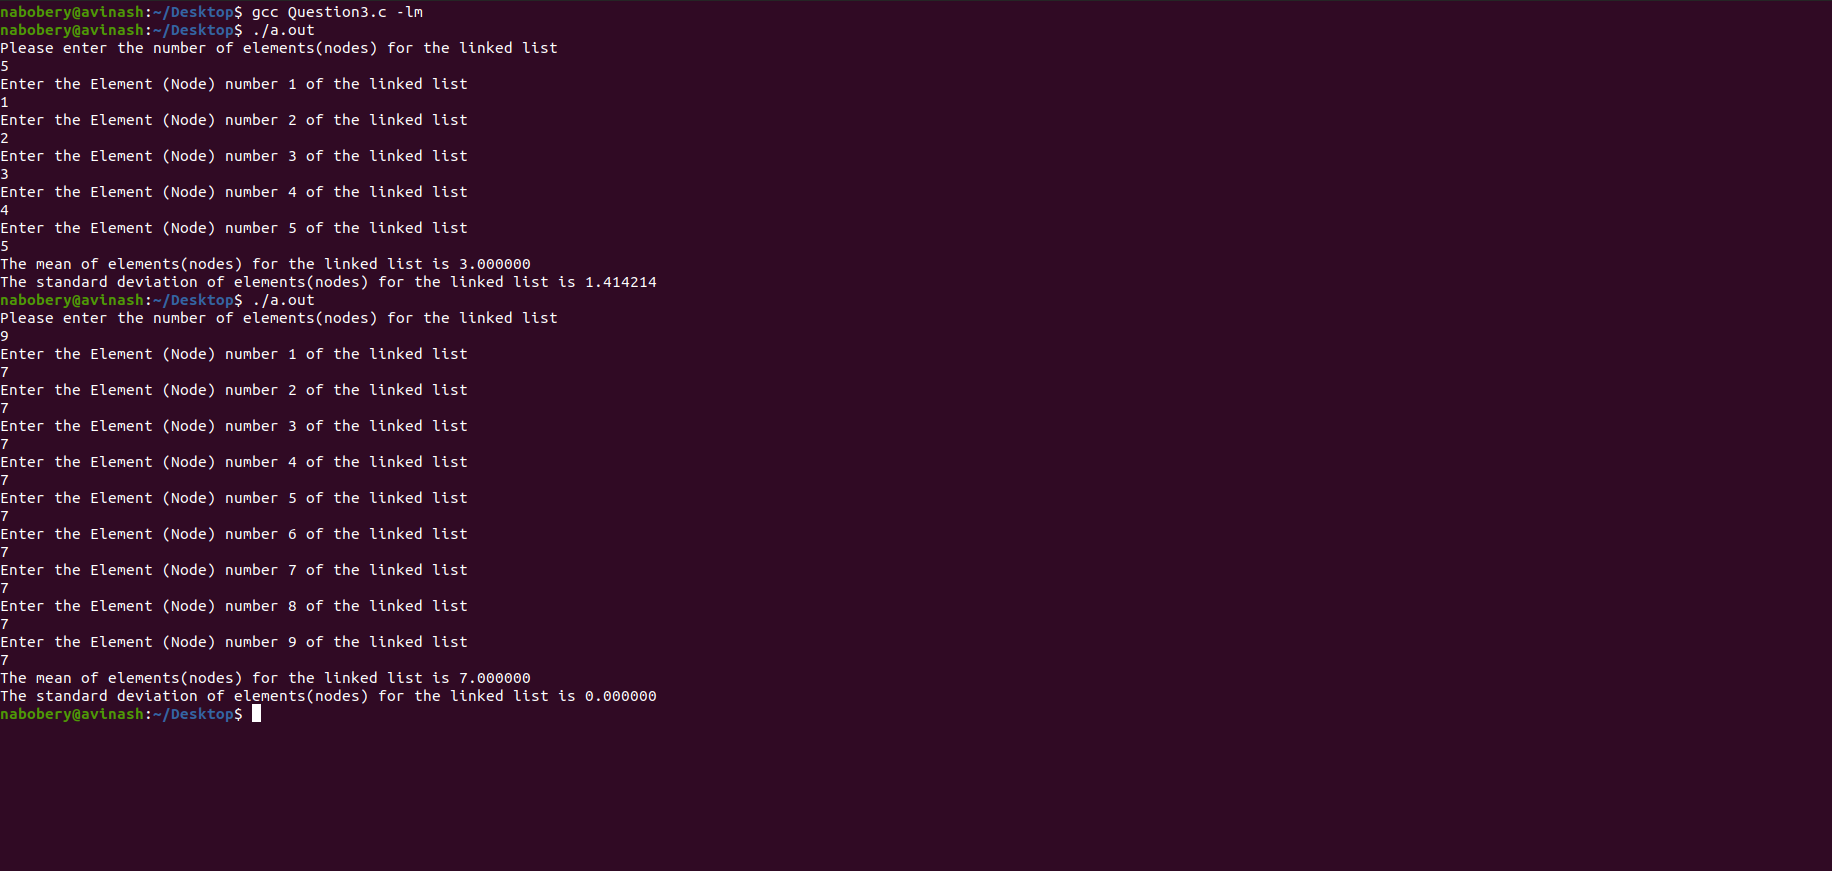 nabobery@avinash:~/Desktop$ gcc Question3.c -lm
nabobery@avinash:~/Desktop$ ./a.out
Please enter the number of elements(nodes) for the linked list
5
Enter the Element (Node) number 1 of the linked list
1
Enter the Element (Node) number 2 of the linked list
2
Enter the Element (Node) number 3 of the linked list
3
Enter the Element (Node) number 4 of the linked list
4
Enter the Element (Node) number 5 of the linked list
5
The mean of elements(nodes) for the linked list is 3.000000
The standard deviation of elements(nodes) for the linked list is 1.414214
nabobery@avinash:~/Desktop$ ./a.out
Please enter the number of elements(nodes) for the linked list
9
Enter the Element (Node) number 1 of the linked list
7
Enter the Element (Node) number 2 of the linked list
7
Enter the Element (Node) number 3 of the linked list
7
Enter the Element (Node) number 4 of the linked list
7
Enter the Element (Node) number 5 of the linked list
7
Enter the Element (Node) number 6 of the linked list
7
Enter the Element (Node) number 7 of the linked list
7
Enter the Element (Node) number 8 of the linked list
7
Enter the Element (Node) number 9 of the linked list
7
The mean of elements(nodes) for the linked list is 7.000000
The standard deviation of elements(nodes) for the linked list is 0.000000
nabobery@avinash:~/Desktop$